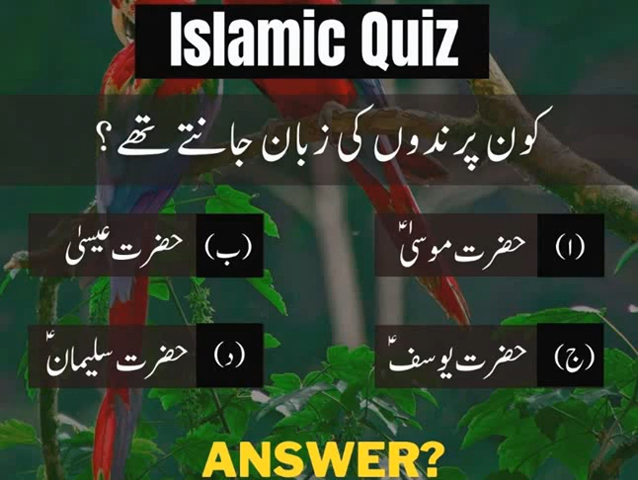 Islamic Quiz
کون پرندوں کی زبان جانتے تھے؟
(ا) حضرت موسیٰؑ
(ب) حضرت عیسیٰ
(ج) حضرت یوسفؑ
(د) حضرت سلیمانؑ
ANSWER?